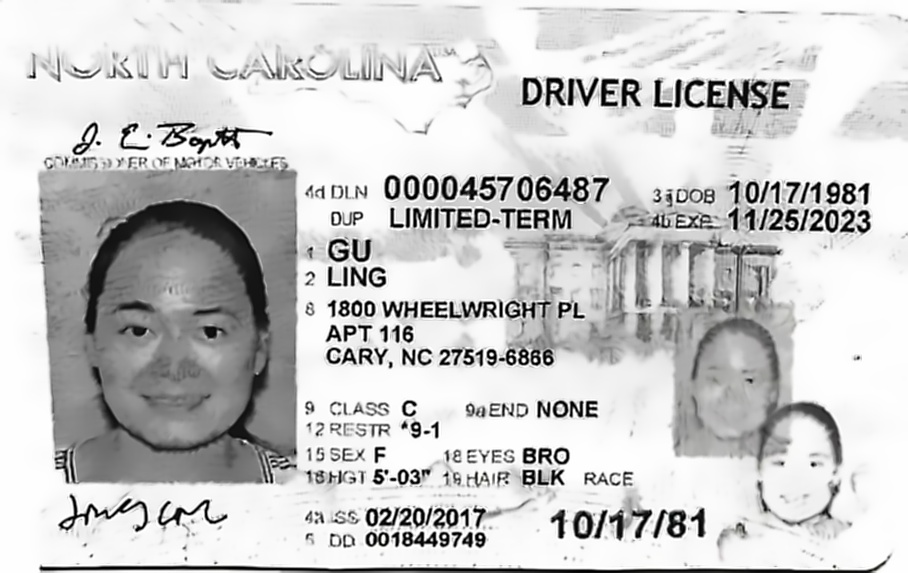 NORTH CAROLINA
DRIVER LICENSE
COMMISSIONER OF MOTOR VEHICLES
4d DLN 000045706487 3 DOB 10/17/1981
DUP LIMITED-TERM 4b EXP 11/25/2023
1 GU
2 LING
8 1800 WHEELWRIGHT PL
APT 116
CARY, NC 27519-6866
9 CLASS C 9a END NONE
12 RESTR *9-1
15 SEX F 18 EYES BRO
16 HGT 5'-03" 19 HAIR BLK RACE
4a ISS 02/20/2017 10/17/81
5 DD 0018449749